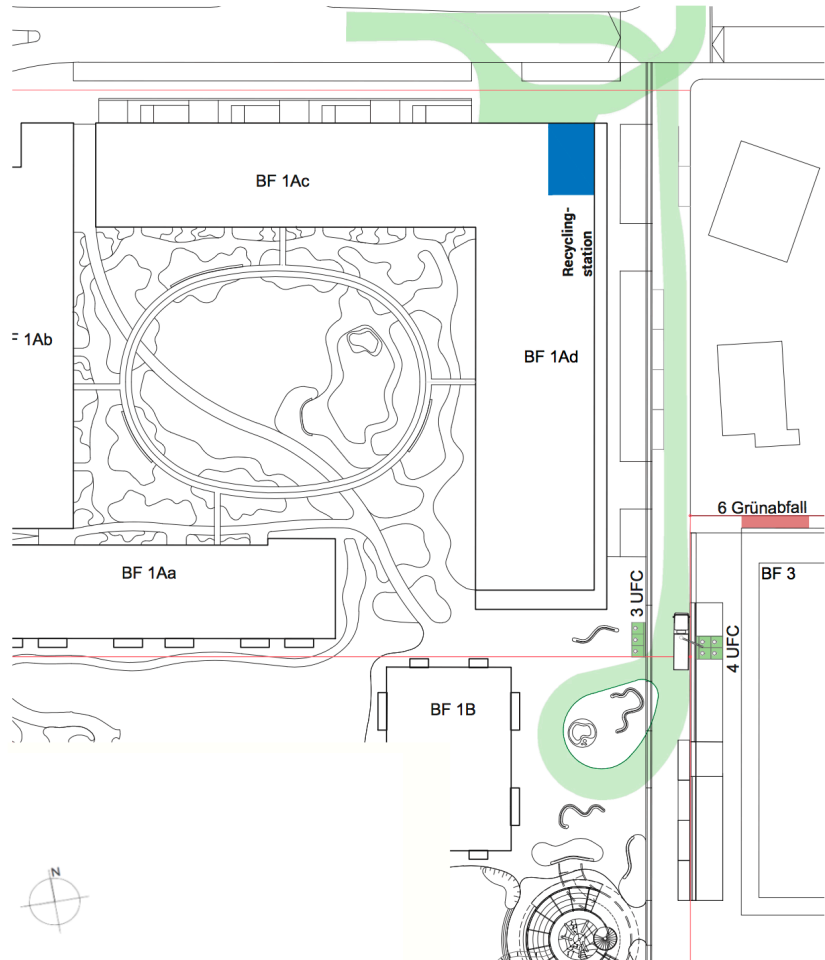 BF 1Ac
Recycling-
station
F 1Ab
BF 1Ad
6 Grünabfall
BF 1Aa
BF 3
3 UFC
4 UFC
BF 1B
N